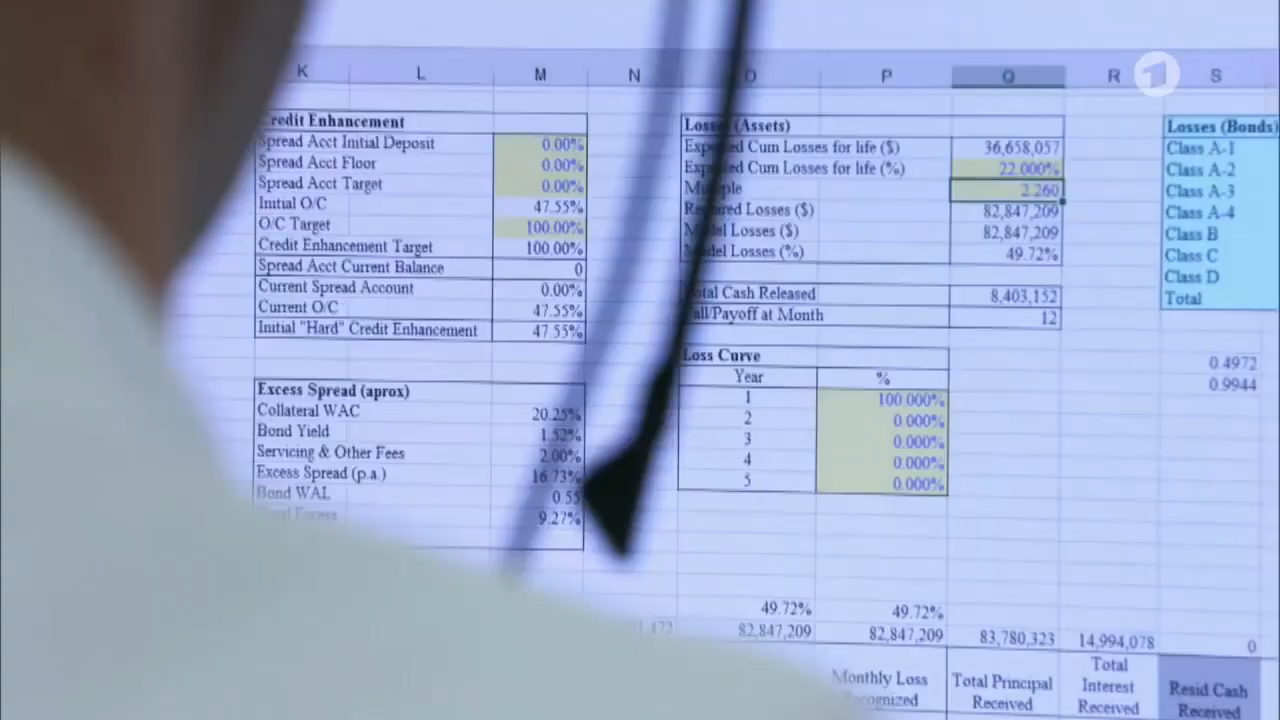 K L M N O P Q R S
Credit Enhancement
Spread Acct Initial Deposit 0.00%
Spread Acct Floor 0.00%
Spread Acct Target 0.00%
Initial O/C 47.55%
O/C Target 100.00%
Credit Enhancement Target 100.00%
Spread Acct Current Balance 0
Current Spread Account 0.00%
Current O/C 47.55%
Initial "Hard" Credit Enhancement 47.55%
Excess Spread (aprox)
Collateral WAC 20.25%
Bond Yield 1.52%
Servicing & Other Fees 2.00%
Excess Spread (p.a.) 16.73%
Bond WAL 0 55
9.27%
(Assets)
Expected Cum Losses for life ($) 36,658,057
Expected Cum Losses for life (%) 22.000%
Multiple 2.260
Losses ($) 82,847,209
Losses ($) 82,847,209
Losses (%) 49.72%
Total Cash Released 8,403,152
Call/Payoff at Month 12
Loss Curve
Year %
1 100.000%
2 0.000%
3 0.000%
4 0.000%
5 0.000%
Losses (Bonds)
Class A-1
Class A-2
Class A-3
Class A-4
Class B
Class C
Class D
Total
0.4972
0.9944
49.72% 49.72%
82,847,209 82,847,209 83,780,323 14,994,078 0
Monthly Loss
Recognized
Total Principal
Received
Total
Interest
Received
Resid Cash
Received
1